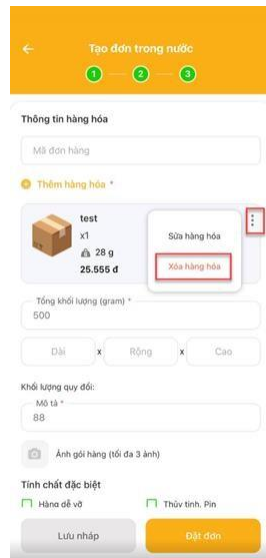 Tạo đơn trong nước
1 2 3
Thông tin hàng hóa
Mã đơn hàng
Thêm hàng hóa *
test
x1
28 g
25.555 đ
Sửa hàng hóa
Xóa hàng hóa
Tổng khối lượng (gram) *
500
Dài x Rộng x Cao
Khối lượng quy đổi:
Mô tả *
88
Ảnh gói hàng (tối đa 3 ảnh)
Tính chất đặc biệt
Hàng dễ vỡ Thủy tinh, Pin
Lưu nháp Đặt đơn